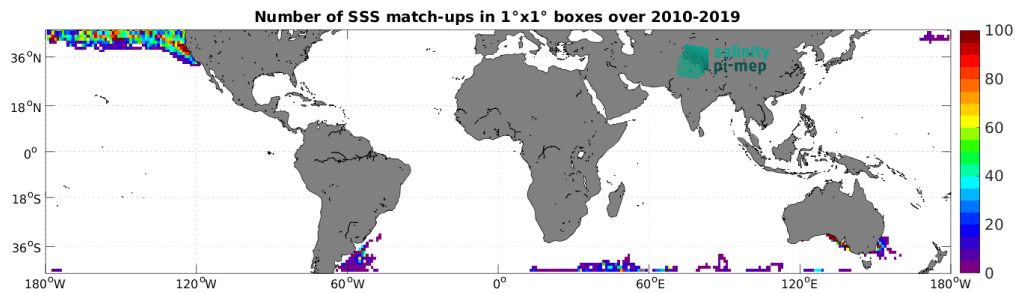 Number of SSS match-ups in 1°x1° boxes over 2010-2019
salinity
pi-mep
36°N
18°N
0°
18°S
36°S
180°W 120°W 60°W 0° 60°E 120°E 180°W
100
80
60
40
20
0